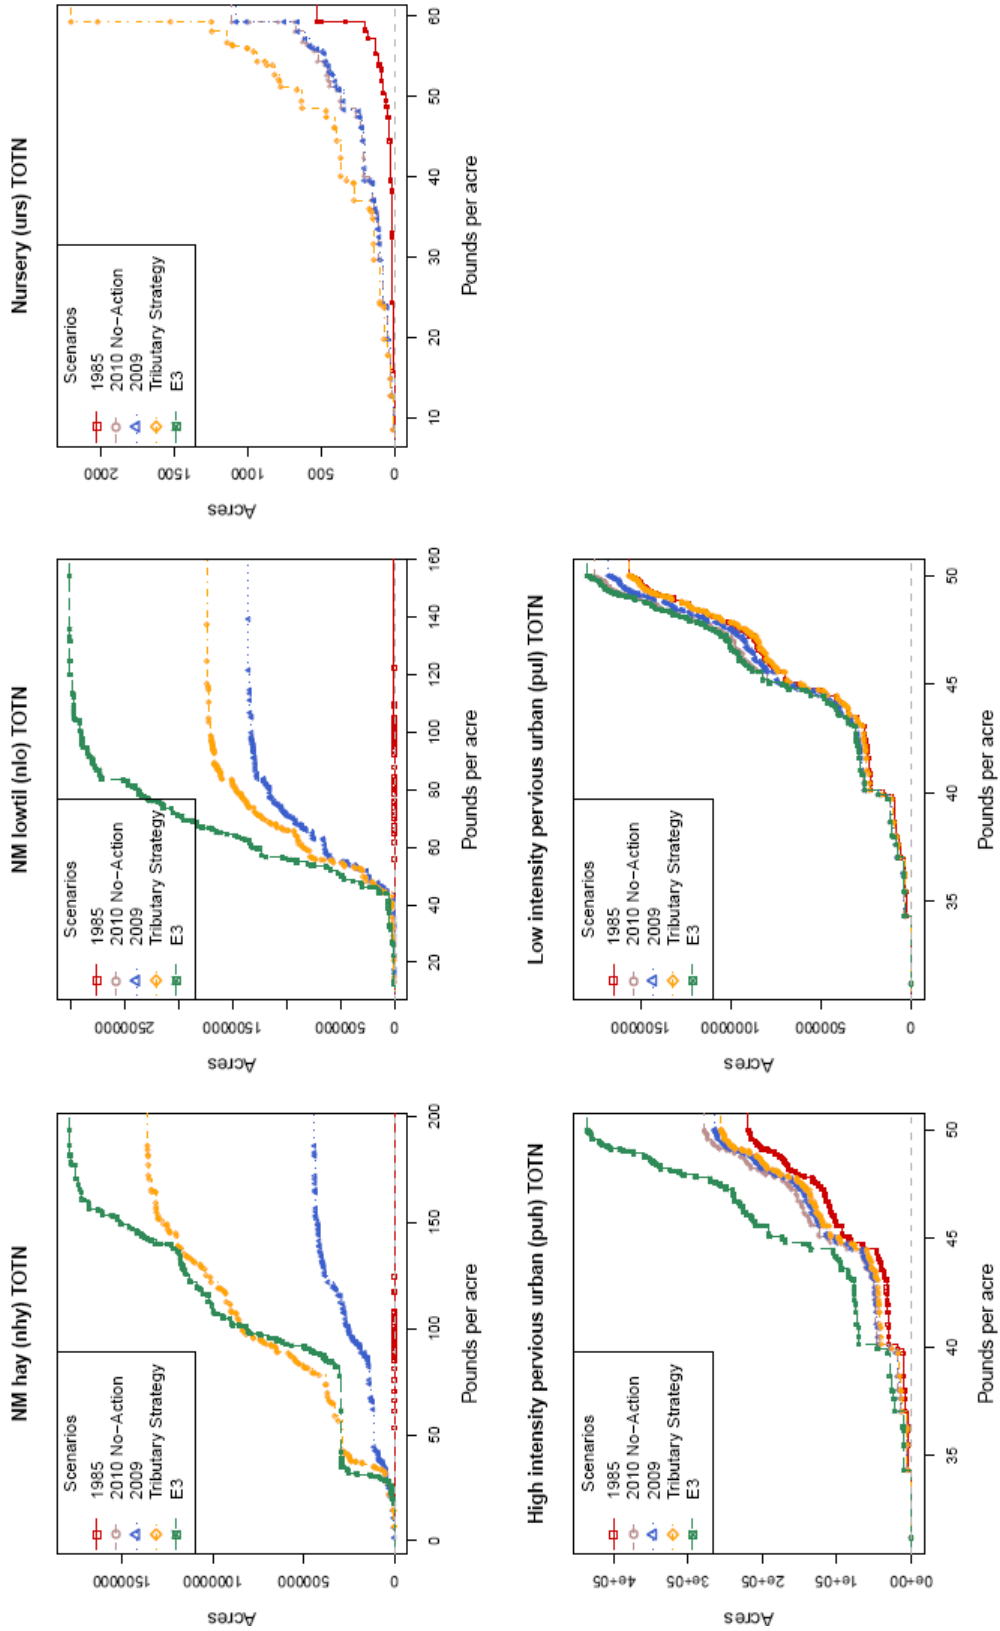 NM hay (nhy) TOTN
Scenarios
1985
2010 No−Action
2009
Tributary Strategy
E3
Acres
1500000
1000000
500000
0
0
50
100
150
200
Pounds per acre
NM lowtil (nlo) TOTN
Scenarios
1985
2010 No−Action
2009
Tributary Strategy
E3
Acres
2500000
1500000
500000
0
20
40
60
80
100
120
140
160
Pounds per acre
Nursery (urs) TOTN
Scenarios
1985
2010 No−Action
2009
Tributary Strategy
E3
Acres
2000
1500
1000
500
0
10
20
30
40
50
60
Pounds per acre
High intensity pervious urban (puh) TOTN
Scenarios
1985
2010 No−Action
2009
Tributary Strategy
E3
Acres
4e+05
3e+05
2e+05
1e+05
0e+00
35
40
45
50
Pounds per acre
Low intensity pervious urban (pul) TOTN
Scenarios
1985
2010 No−Action
2009
Tributary Strategy
E3
Acres
1500000
1000000
500000
0
35
40
45
50
Pounds per acre